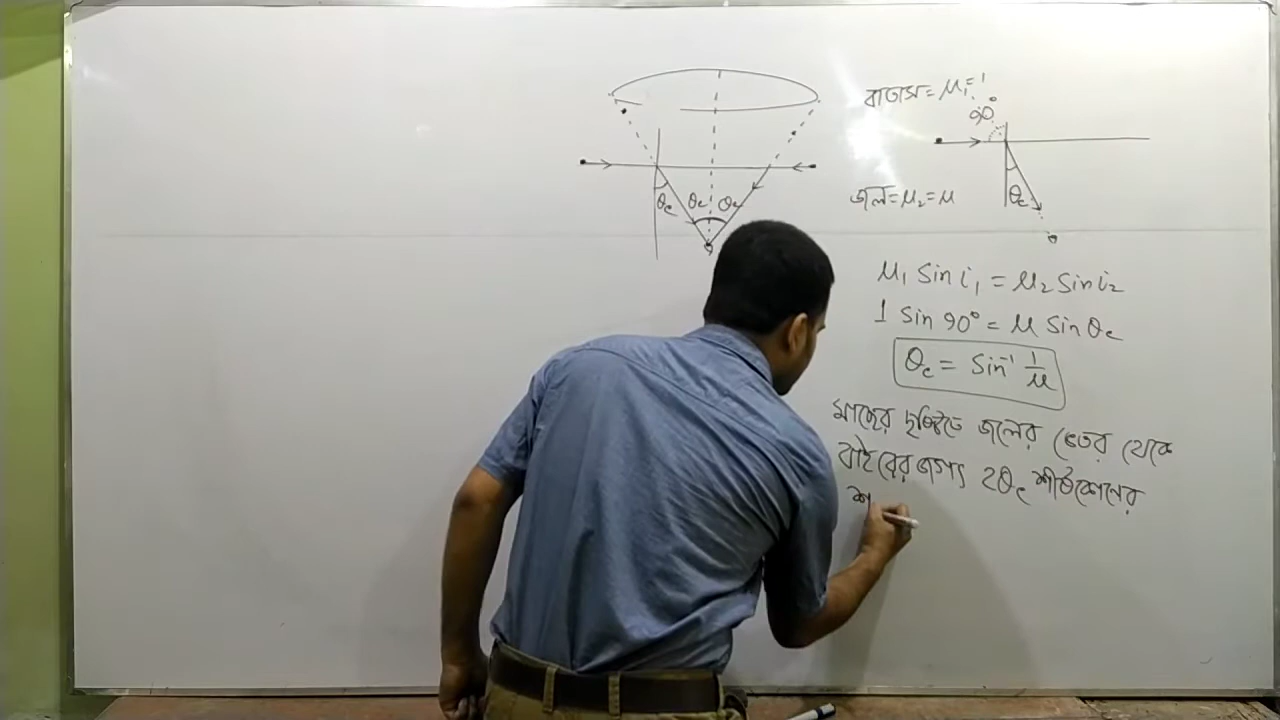 বাতাস = μ₁ = 1
90°
θc
θc
θc
জল = μ₂ = μ
θc
μ₁ Sin i₁ = μ₂ Sin i₂
1 Sin 90° = μ Sin θc
θc = Sin⁻¹ 1/μ
মাছের দৃষ্টিতে জলের ভেতর থেকে
বাইরের জগৎ 2θc শীর্ষকোণের
শ